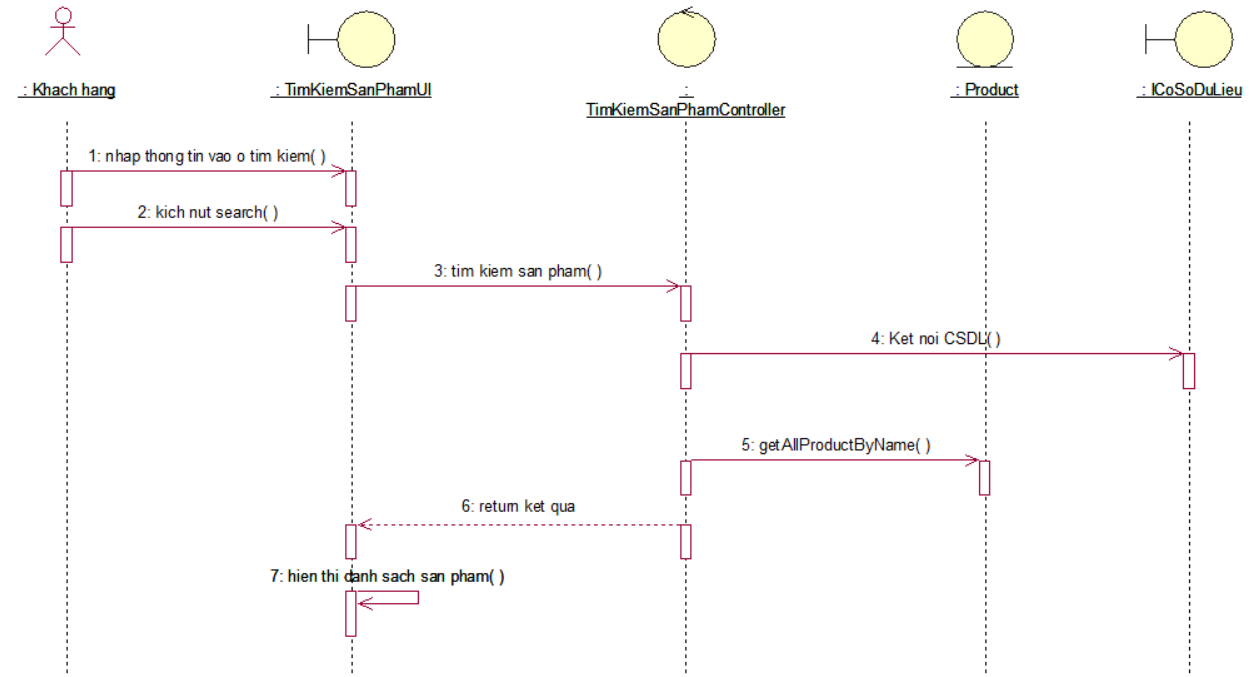 : Khach hang
: TimKiemSanPhamUI
:
TimKiemSanPhamController
: Product
: ICoSoDuLieu
1: nhap thong tin vao o tim kiem( )
2: kich nut search( )
3: tim kiem san pham( )
4: Ket noi CSDL( )
5: getAllProductByName( )
6: return ket qua
7: hien thi danh sach san pham( )